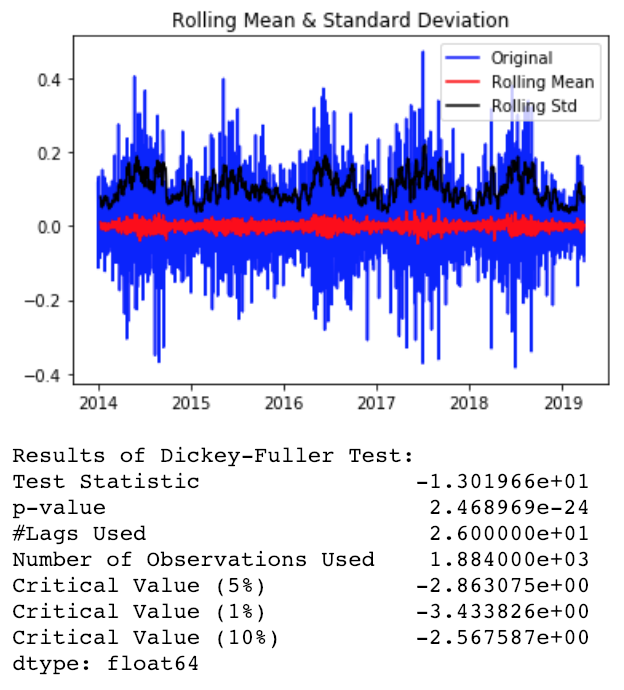 Rolling Mean & Standard Deviation
Original
Rolling Mean
Rolling Std
0.4
0.2
0.0
−0.2
−0.4
2014 2015 2016 2017 2018 2019
Results of Dickey-Fuller Test:
Test Statistic -1.301966e+01
p-value 2.468969e-24
#Lags Used 2.600000e+01
Number of Observations Used 1.884000e+03
Critical Value (5%) -2.863075e+00
Critical Value (1%) -3.433826e+00
Critical Value (10%) -2.567587e+00
dtype: float64